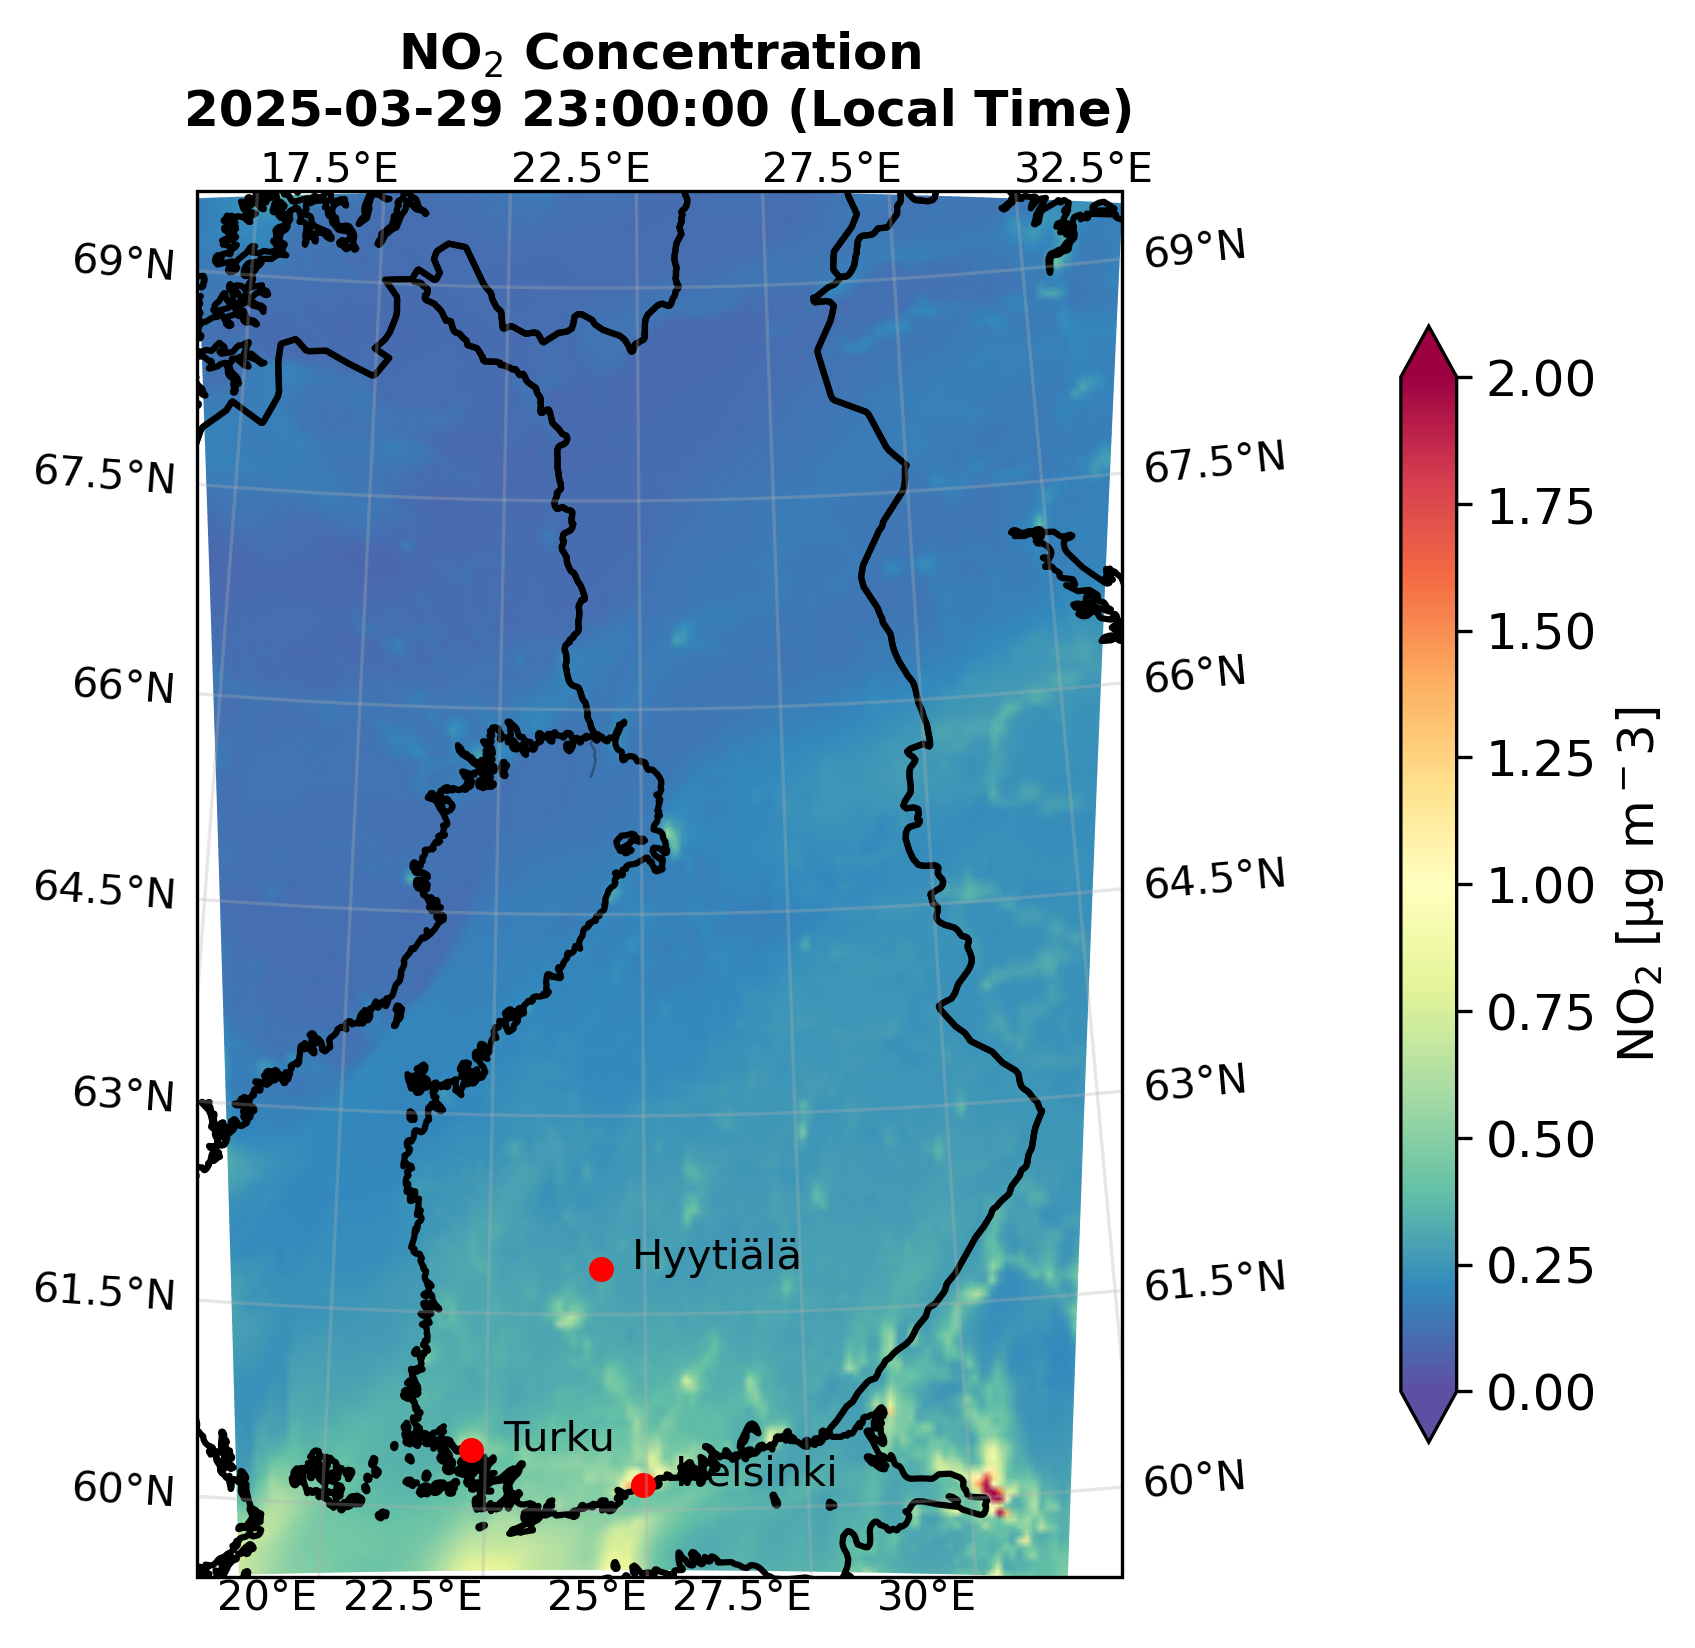 NO₂ Concentration
2025-03-29 23:00:00 (Local Time)
17.5°E 22.5°E 27.5°E 32.5°E
69°N 69°N
67.5°N 67.5°N
66°N 66°N
64.5°N 64.5°N
63°N 63°N
61.5°N 61.5°N
60°N 60°N
Hyytiälä
Turku
Helsinki
20°E 22.5°E 25°E 27.5°E 30°E
2.00
1.75
1.50
1.25
1.00
0.75
0.50
0.25
0.00
NO₂ [µg m⁻3]